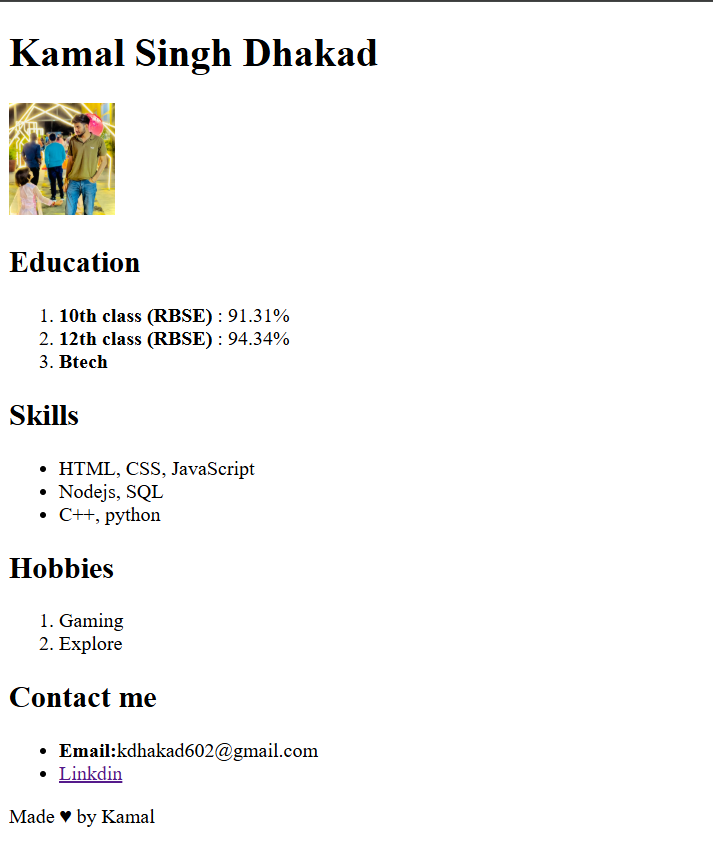 Kamal Singh Dhakad
Education
1. 10th class (RBSE) : 91.31%
2. 12th class (RBSE) : 94.34%
3. Btech
Skills
• HTML, CSS, JavaScript
• Nodejs, SQL
• C++, python
Hobbies
1. Gaming
2. Explore
Contact me
• Email:kdhakad602@gmail.com
• Linkdin
Made ♥ by Kamal